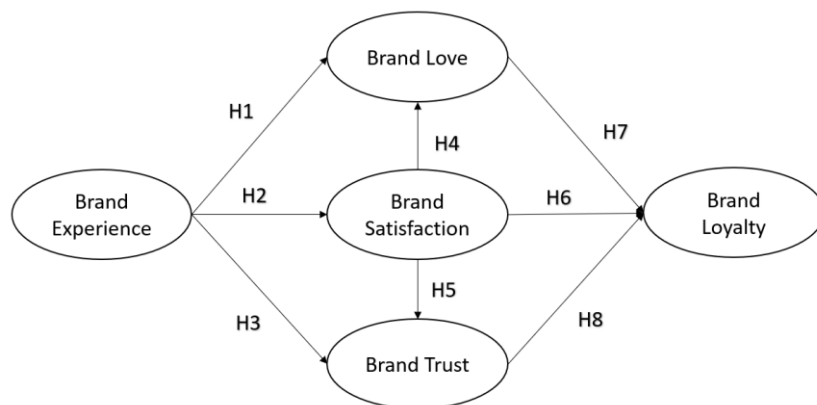 Brand Love
H1
H7
H4
Brand
Experience
H2
Brand
Satisfaction
H6
Brand
Loyalty
H5
H3
H8
Brand Trust